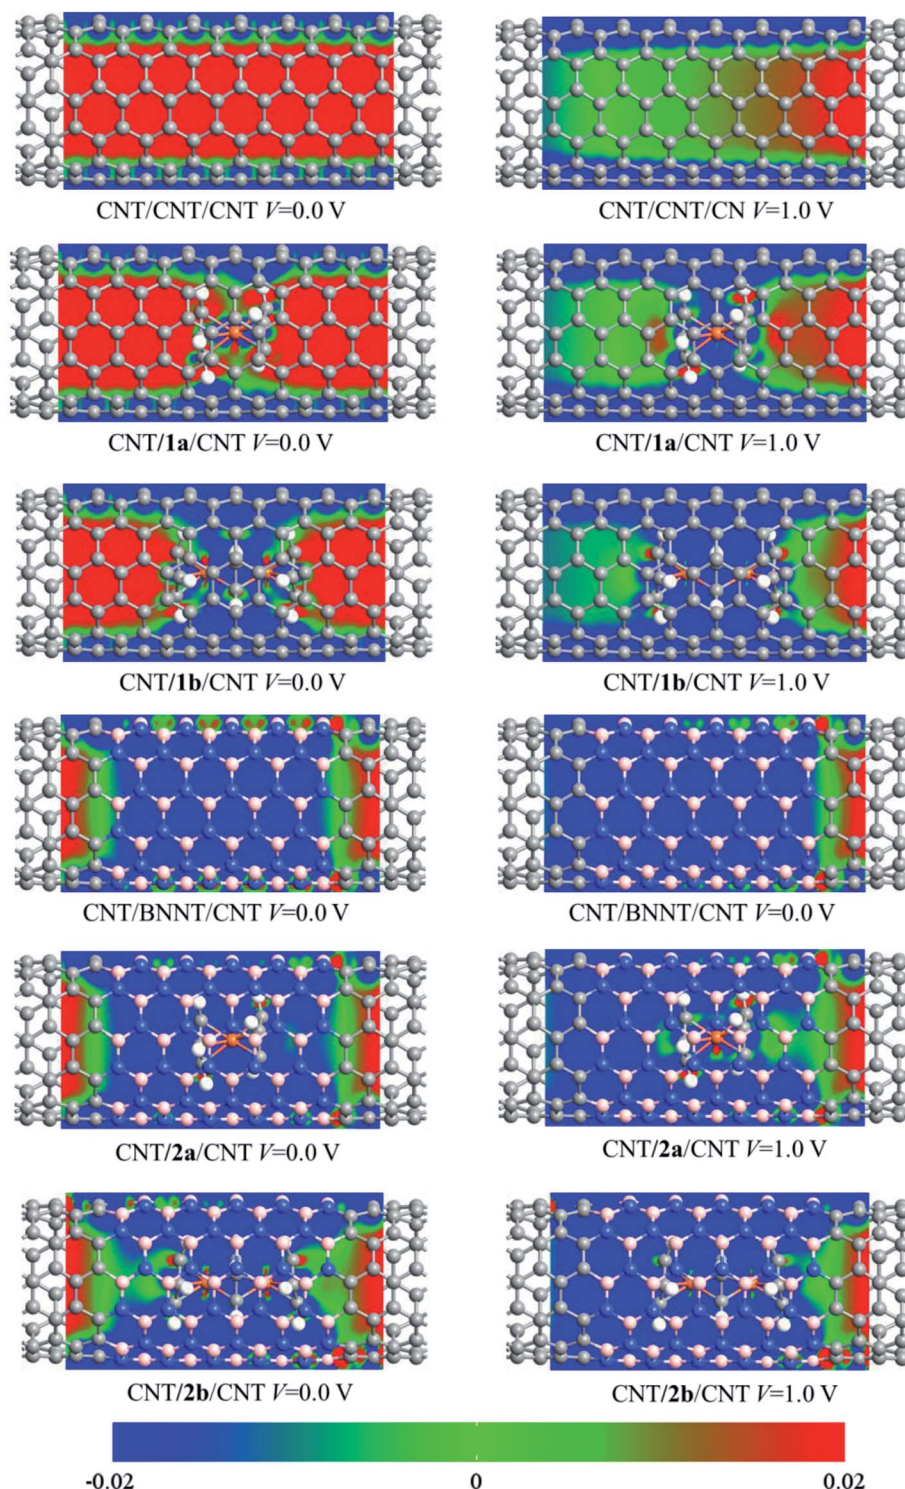 CNT/CNT/CNT V=0.0 V
CNT/CNT/CN V=1.0 V
CNT/1a/CNT V=0.0 V
CNT/1a/CNT V=1.0 V
CNT/1b/CNT V=0.0 V
CNT/1b/CNT V=1.0 V
CNT/BNNT/CNT V=0.0 V
CNT/BNNT/CNT V=0.0 V
CNT/2a/CNT V=0.0 V
CNT/2a/CNT V=1.0 V
CNT/2b/CNT V=0.0 V
CNT/2b/CNT V=1.0 V
-0.02 0 0.02